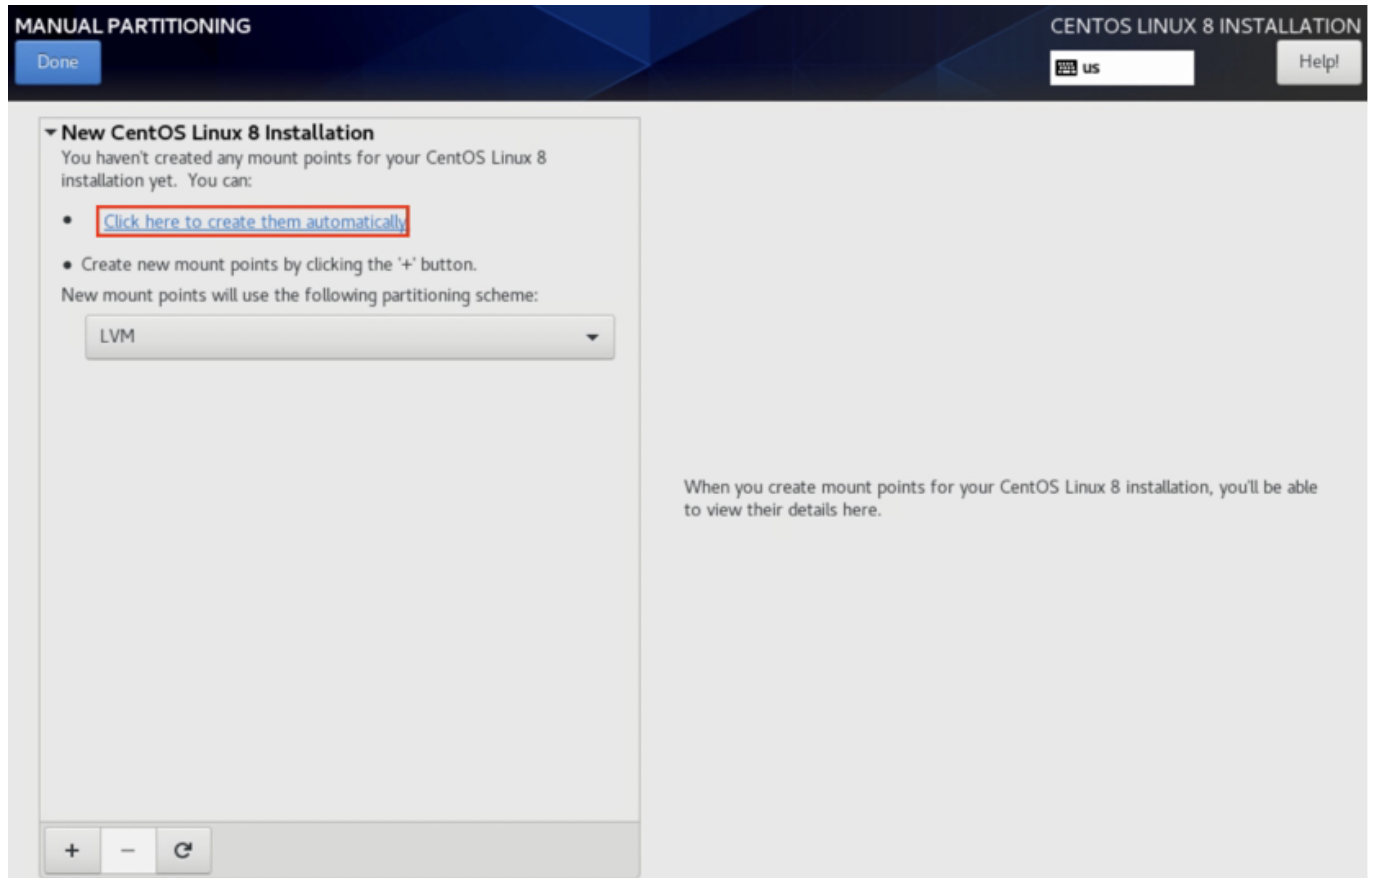 MANUAL PARTITIONING
CENTOS LINUX 8 INSTALLATION
Done
us
Help!
New CentOS Linux 8 Installation
You haven't created any mount points for your CentOS Linux 8
installation yet. You can:
• Click here to create them automatically
• Create new mount points by clicking the '+' button.
New mount points will use the following partitioning scheme:
LVM
When you create mount points for your CentOS Linux 8 installation, you'll be able
to view their details here.
+ −